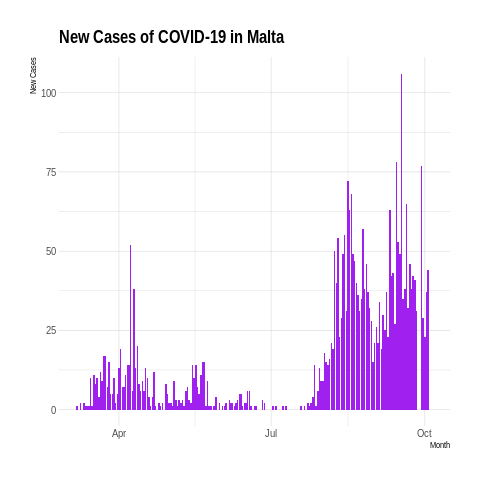 New Cases of COVID-19 in Malta
New Cases
100
75
50
25
0
Apr
Jul
Oct
Month